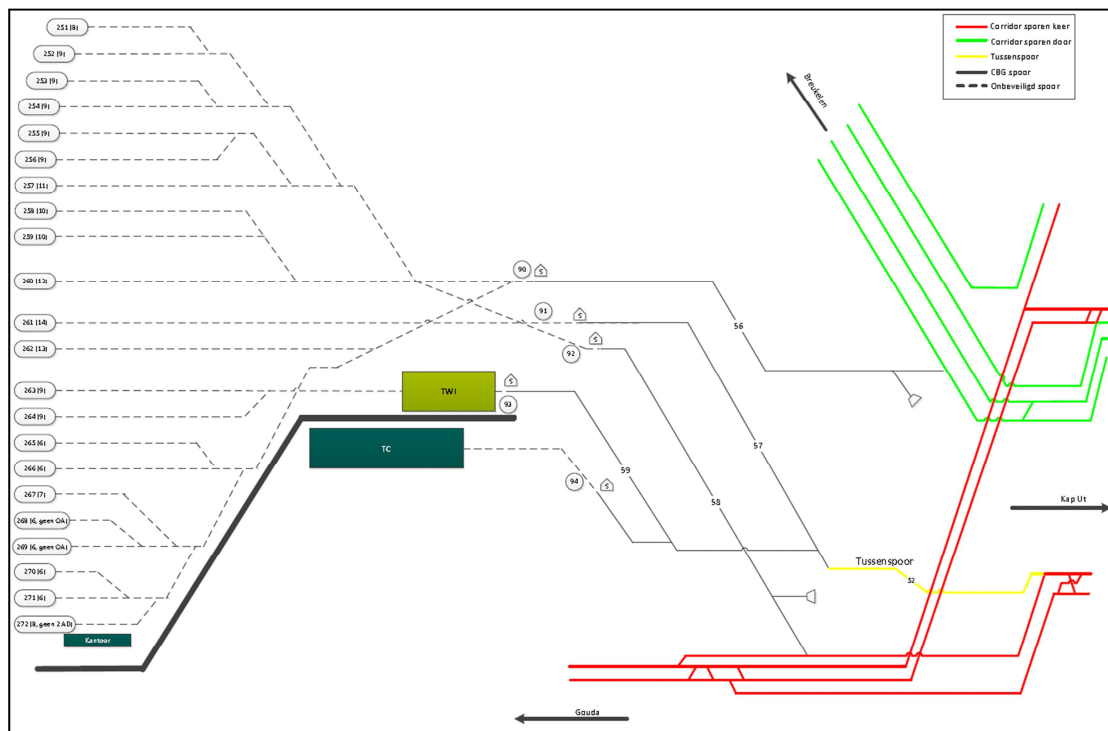 251 (8)
252 (9)
253 (9)
254 (9)
255 (9)
256 (9)
257 (11)
258 (10)
259 (10)
260 (12)
261 (14)
262 (13)
263 (9)
264 (9)
265 (6)
266 (6)
267 (7)
268 (6, geen OA)
269 (6, geen OA)
270 (6)
271 (6)
272 (8, geen 2AD)
Kantoor
TWI
TC
90
S
91
S
92
S
93
S
94
S
56
57
58
59
Tussenspoor
52
Breukelen
Kap Ut
Gouda
Corridor sporen keer
Corridor sporen door
Tussenspoor
CBG spoor
Onbeveiligd spoor